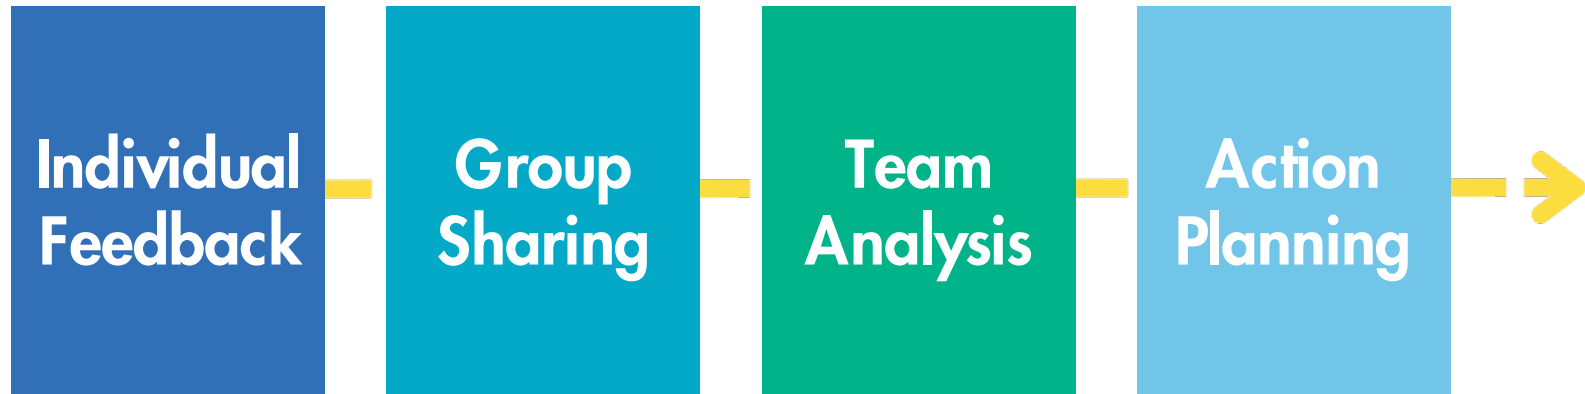 Individual
Feedback
Group
Sharing
Team
Analysis
Action
Planning